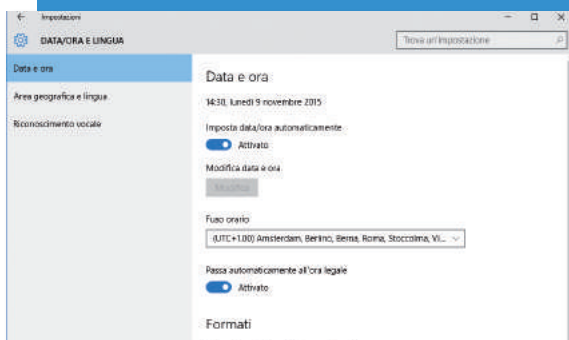 Impostazioni
DATA/ORA E LINGUA
Trova un'impostazione
Data e ora
Area geografica e lingua
Riconoscimento vocale
Data e ora
14:30, lunedì 9 novembre 2015
Imposta data/ora automaticamente
Attivato
Modifica data e ora
Modifica
Fuso orario
(UTC+1.00) Amsterdam, Berlino, Berna, Roma, Stoccolma, Vi...
Passa automaticamente all'ora legale
Attivato
Formati